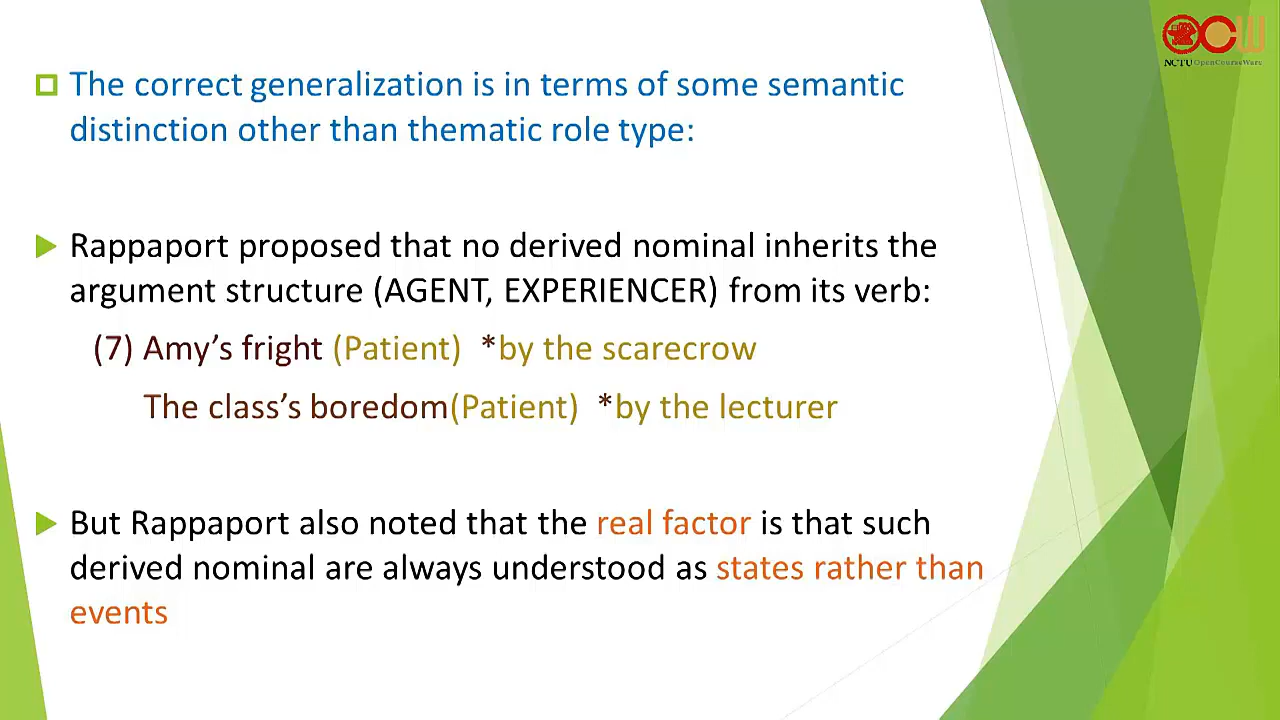 OCW
NCTU OpenCourseWare
The correct generalization is in terms of some semantic
distinction other than thematic role type:
Rappaport proposed that no derived nominal inherits the
argument structure (AGENT, EXPERIENCER) from its verb:
(7) Amy’s fright (Patient) *by the scarecrow
The class’s boredom(Patient) *by the lecturer
But Rappaport also noted that the real factor is that such
derived nominal are always understood as states rather than
events